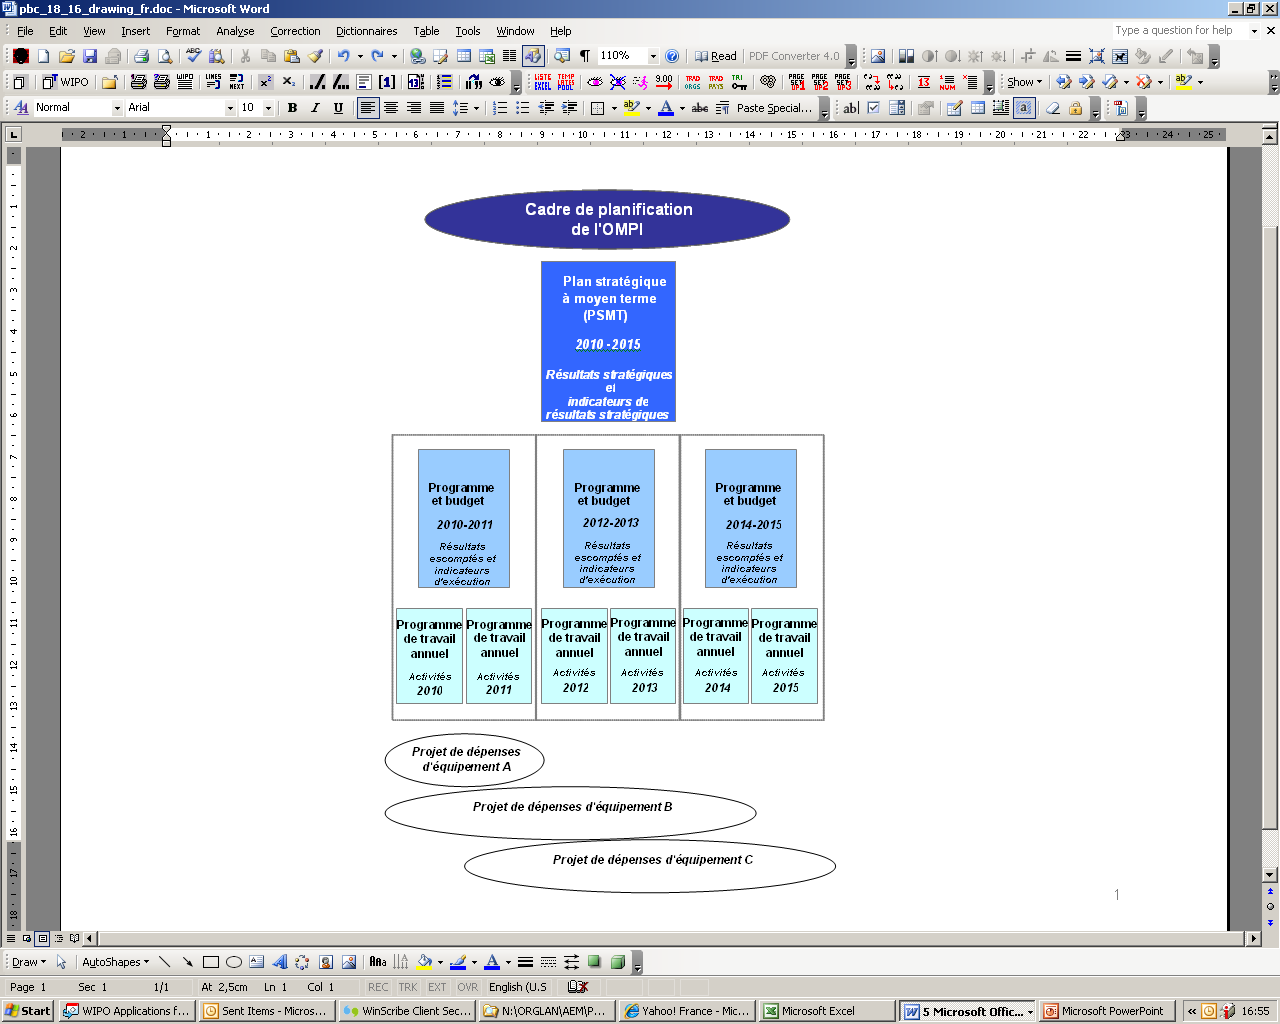 pbc_18_16_drawing_fr.doc - Microsoft Word
File Edit View Insert Format Analyse Correction Dictionnaires Table Tools Window Help
Type a question for help
110% Read PDF Converter 4.0
WIPO Show
Normal Arial 10 B I U Paste Special...
Cadre de planification
de l'OMPI
Plan stratégique
à moyen terme
(PSMT)
2010 - 2015
Résultats stratégiques
et
indicateurs de
résultats stratégiques
Programme
et budget
2010-2011
Résultats
escomptés et
indicateurs
d'exécution
Programme
et budget
2012-2013
Résultats
escomptés et
indicateurs
d'exécution
Programme
et budget
2014-2015
Résultats
escomptés et
indicateurs
d'exécution
Programme
de travail
annuel
Activités
2010
Programme
de travail
annuel
Activités
2011
Programme
de travail
annuel
Activités
2012
Programme
de travail
annuel
Activités
2013
Programme
de travail
annuel
Activités
2014
Programme
de travail
annuel
Activités
2015
Projet de dépenses
d'équipement A
Projet de dépenses d'équipement B
Projet de dépenses d'équipement C
1
Draw AutoShapes
Page 1 Sec 1 1/1 At 2,5cm Ln 1 Col 1 REC TRK EXT OVR English (U.S
Start WIPO Applications f... Sent Items - Micros... WinScribe Client Sec... N:\ORGLAN\AEM\P... Yahoo! France - Mic... Microsoft Excel 5 Microsoft Offic... Microsoft PowerPoint 16:55